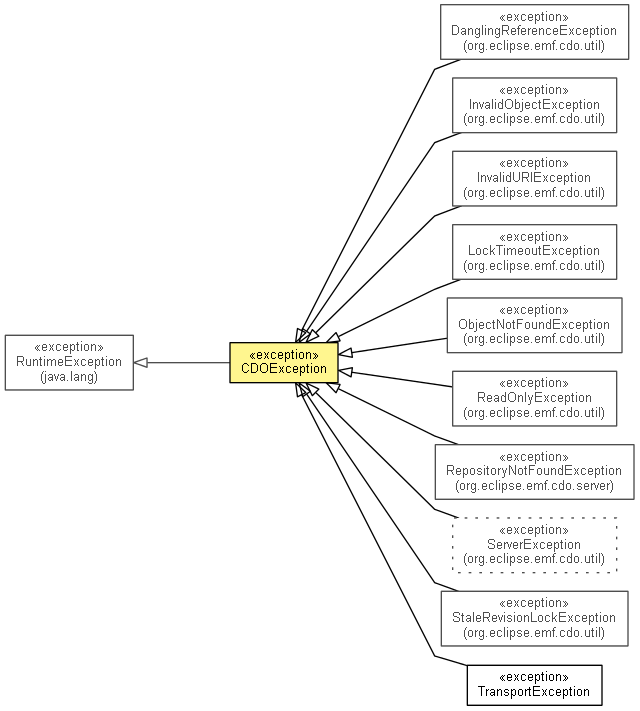 «exception»
DanglingReferenceException
(org.eclipse.emf.cdo.util)
«exception»
InvalidObjectException
(org.eclipse.emf.cdo.util)
«exception»
InvalidURIException
(org.eclipse.emf.cdo.util)
«exception»
LockTimeoutException
(org.eclipse.emf.cdo.util)
«exception»
ObjectNotFoundException
(org.eclipse.emf.cdo.util)
«exception»
RuntimeException
(java.lang)
«exception»
CDOException
«exception»
ReadOnlyException
(org.eclipse.emf.cdo.util)
«exception»
RepositoryNotFoundException
(org.eclipse.emf.cdo.server)
«exception»
ServerException
(org.eclipse.emf.cdo.util)
«exception»
StaleRevisionLockException
(org.eclipse.emf.cdo.util)
«exception»
TransportException